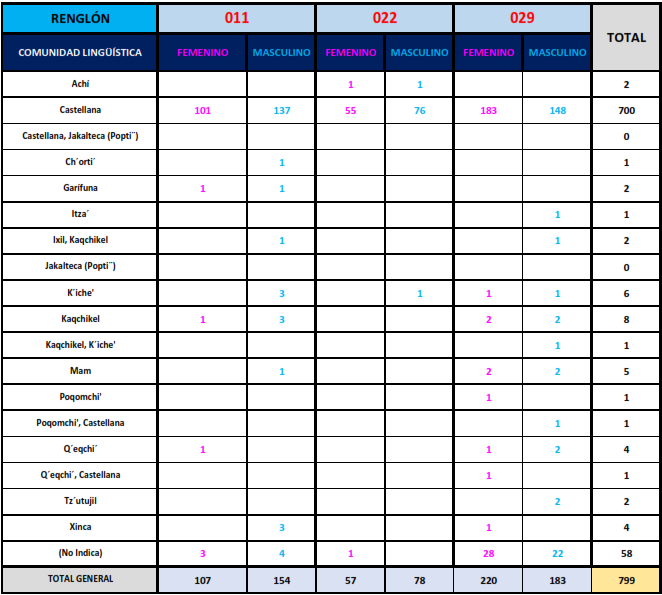 RENGLÓN 011 022 029 TOTAL
COMUNIDAD LINGÜÍSTICA FEMENINO MASCULINO FEMENINO MASCULINO FEMENINO MASCULINO
Achí 1 1 2
Castellana 101 137 55 76 183 148 700
Castellana, Jakalteca (Popti¨) 0
Ch´orti´ 1 1
Garífuna 1 1 2
Itza´ 1 1
Ixil, Kaqchikel 1 1 2
Jakalteca (Popti¨) 0
K´iche' 3 1 1 1 6
Kaqchikel 1 3 2 2 8
Kaqchikel, K´iche' 1 1
Mam 1 2 2 5
Poqomchi' 1 1
Poqomchi', Castellana 1 1
Q´eqchi´ 1 1 2 4
Q´eqchi´, Castellana 1 1
Tz´utujil 2 2
Xinca 3 1 4
(No Indica) 3 4 1 28 22 58
TOTAL GENERAL 107 154 57 78 220 183 799